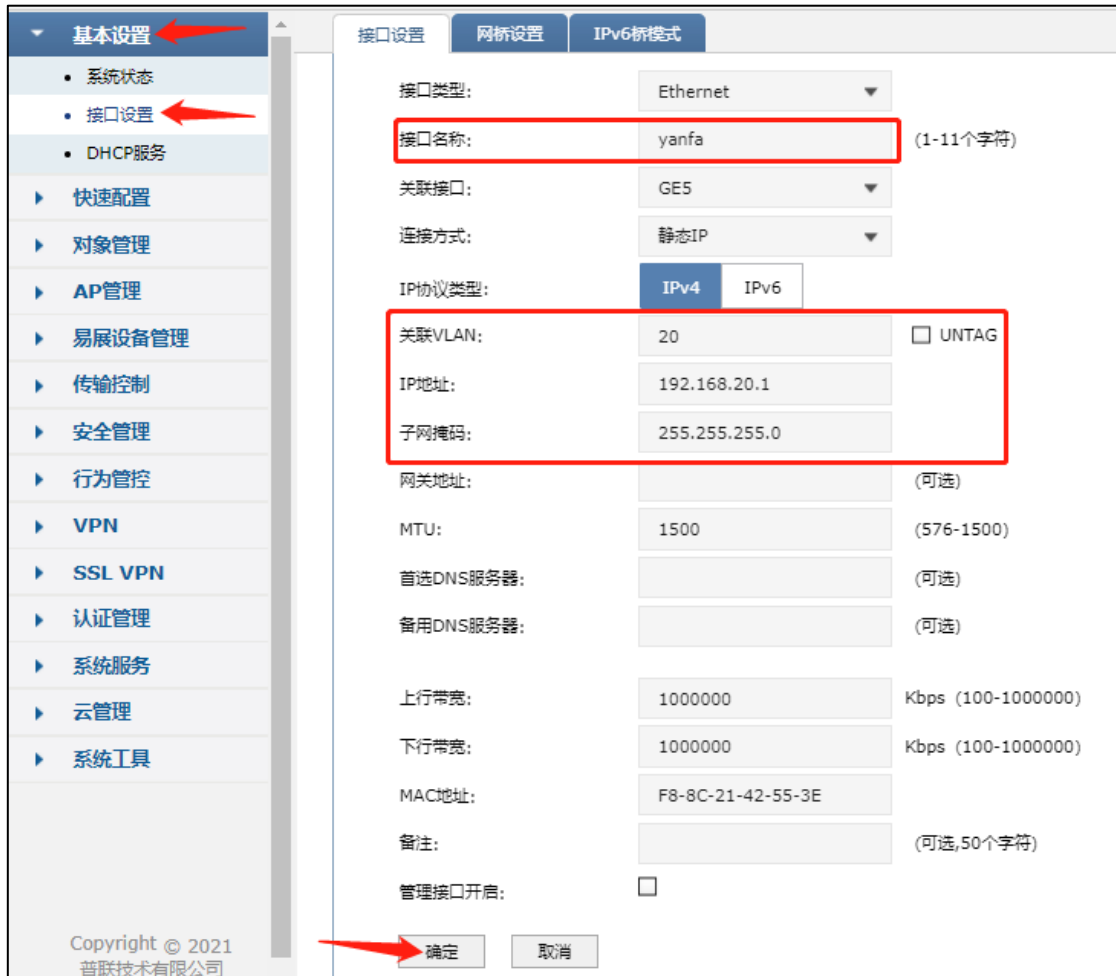 基本设置
系统状态
接口设置
DHCP服务
快速配置
对象管理
AP管理
易展设备管理
传输控制
安全管理
行为管控
VPN
SSL VPN
认证管理
系统服务
云管理
系统工具
Copyright © 2021
普联技术有限公司
接口设置 网桥设置 IPv6桥模式
接口类型: Ethernet
接口名称: yanfa (1-11个字符)
关联接口: GE5
连接方式: 静态IP
IP协议类型: IPv4 IPv6
关联VLAN: 20 UNTAG
IP地址: 192.168.20.1
子网掩码: 255.255.255.0
网关地址: (可选)
MTU: 1500 (576-1500)
首选DNS服务器: (可选)
备用DNS服务器: (可选)
上行带宽: 1000000 Kbps (100-1000000)
下行带宽: 1000000 Kbps (100-1000000)
MAC地址: F8-8C-21-42-55-3E
备注: (可选,50个字符)
管理接口开启:
确定 取消